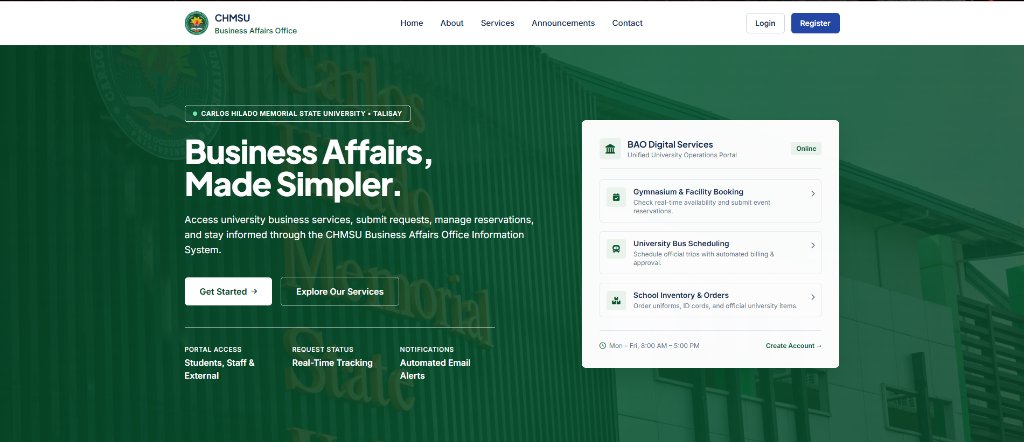 CHMSU
Business Affairs Office
Home
About
Services
Announcements
Contact
Login
Register
CARLOS HILADO MEMORIAL STATE UNIVERSITY • TALISAY
Business Affairs,
Made Simpler.
Access university business services, submit requests, manage reservations,
and stay informed through the CHMSU Business Affairs Office Information
System.
Get Started →
Explore Our Services
PORTAL ACCESS
Students, Staff &
External
REQUEST STATUS
Real-Time Tracking
NOTIFICATIONS
Automated Email
Alerts
BAO Digital Services
Unified University Operations Portal
Online
Gymnasium & Facility Booking
Check real-time availability and submit event
reservations.
University Bus Scheduling
Schedule official trips with automated billing &
approval.
School Inventory & Orders
Order uniforms, ID cords, and official university items.
Mon – Fri, 8:00 AM – 5:00 PM
Create Account →
Carlos
Hilado
Memorial
State